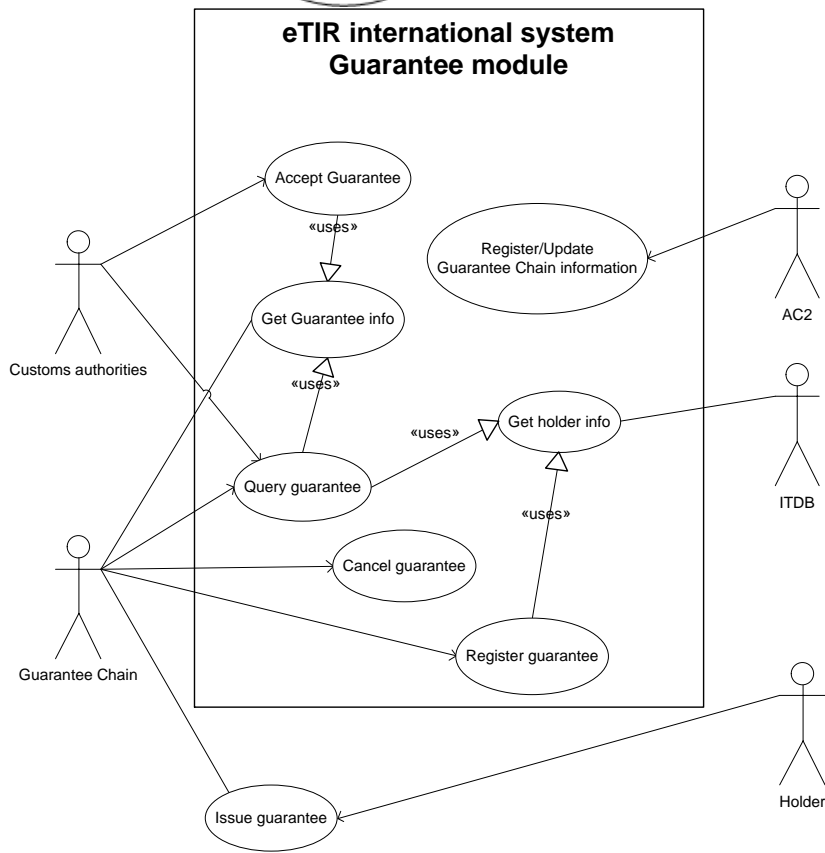 eTIR international system
Guarantee module
Accept Guarantee
«uses»
Register/Update
Guarantee Chain information
AC2
Get Guarantee info
Customs authorities
«uses»
«uses»
Get holder info
Query guarantee
ITDB
«uses»
Cancel guarantee
Register guarantee
Guarantee Chain
Issue guarantee
Holder